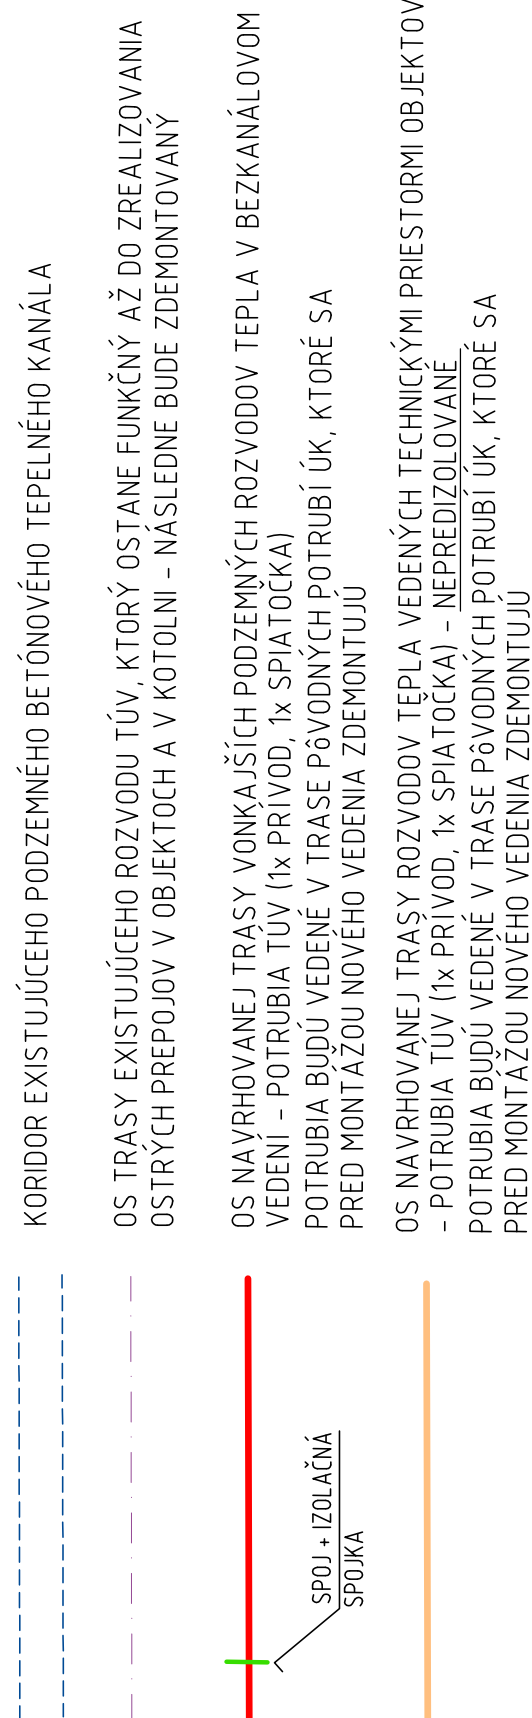 KORIDOR EXISTUJÚCEHO PODZEMNÉHO BETÓNOVÉHO TEPELNÉHO KANÁLA
OS TRASY EXISTUJÚCEHO ROZVODU TÚV, KTORÝ OSTANE FUNKČNÝ AŽ DO ZREALIZOVANIA
OSTRÝCH PREPOJOV V OBJEKTOCH A V KOTOLNI - NÁSLEDNE BUDE ZDEMONTOVANÝ
OS NAVRHOVANEJ TRASY VONKAJŠÍCH PODZEMNÝCH ROZVODOV TEPLA V BEZKANÁLOVOM
VEDENÍ - POTRUBIA TÚV (1x PRÍVOD, 1x SPIATOČKA)
POTRUBIA BUDÚ VEDENÉ V TRASE PôVODNÝCH POTRUBÍ ÚK, KTORÉ SA
PRED MONTÁŽOU NOVÉHO VEDENIA ZDEMONTUJÚ
OS NAVRHOVANEJ TRASY ROZVODOV TEPLA VEDENÝCH TECHNICKÝMI PRIESTORMI OBJEKTOV
- POTRUBIA TÚV (1x PRÍVOD, 1x SPIATOČKA) - NEPREDIZOLOVANÉ
POTRUBIA BUDÚ VEDENÉ V TRASE PôVODNÝCH POTRUBÍ ÚK, KTORÉ SA
PRED MONTÁŽOU NOVÉHO VEDENIA ZDEMONTUJÚ
SPOJ + IZOLAČNÁ
SPOJKA